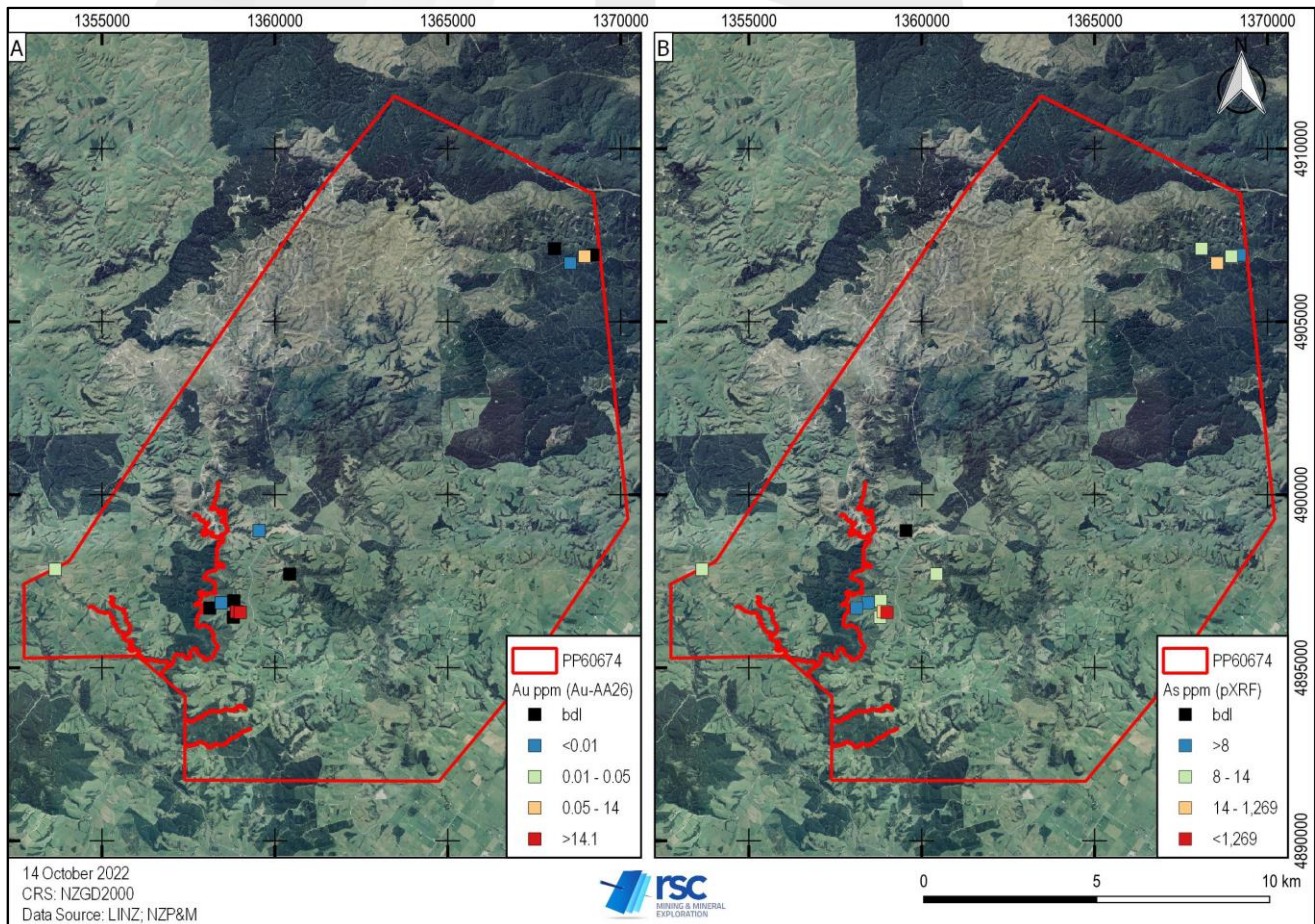 1355000 1360000 1365000 1370000 1355000 1360000 1365000 1370000
A
B
N
4910000
4905000
4900000
4895000
4890000
PP60674
Au ppm (Au-AA26)
bdl
<0.01
0.01 - 0.05
0.05 - 14
>14.1
PP60674
As ppm (pXRF)
bdl
>8
8 - 14
14 - 1,269
<1,269
14 October 2022
CRS: NZGD2000
Data Source: LINZ; NZP&M
rsc
MINING & MINERAL
EXPLORATION
0 5 10 km